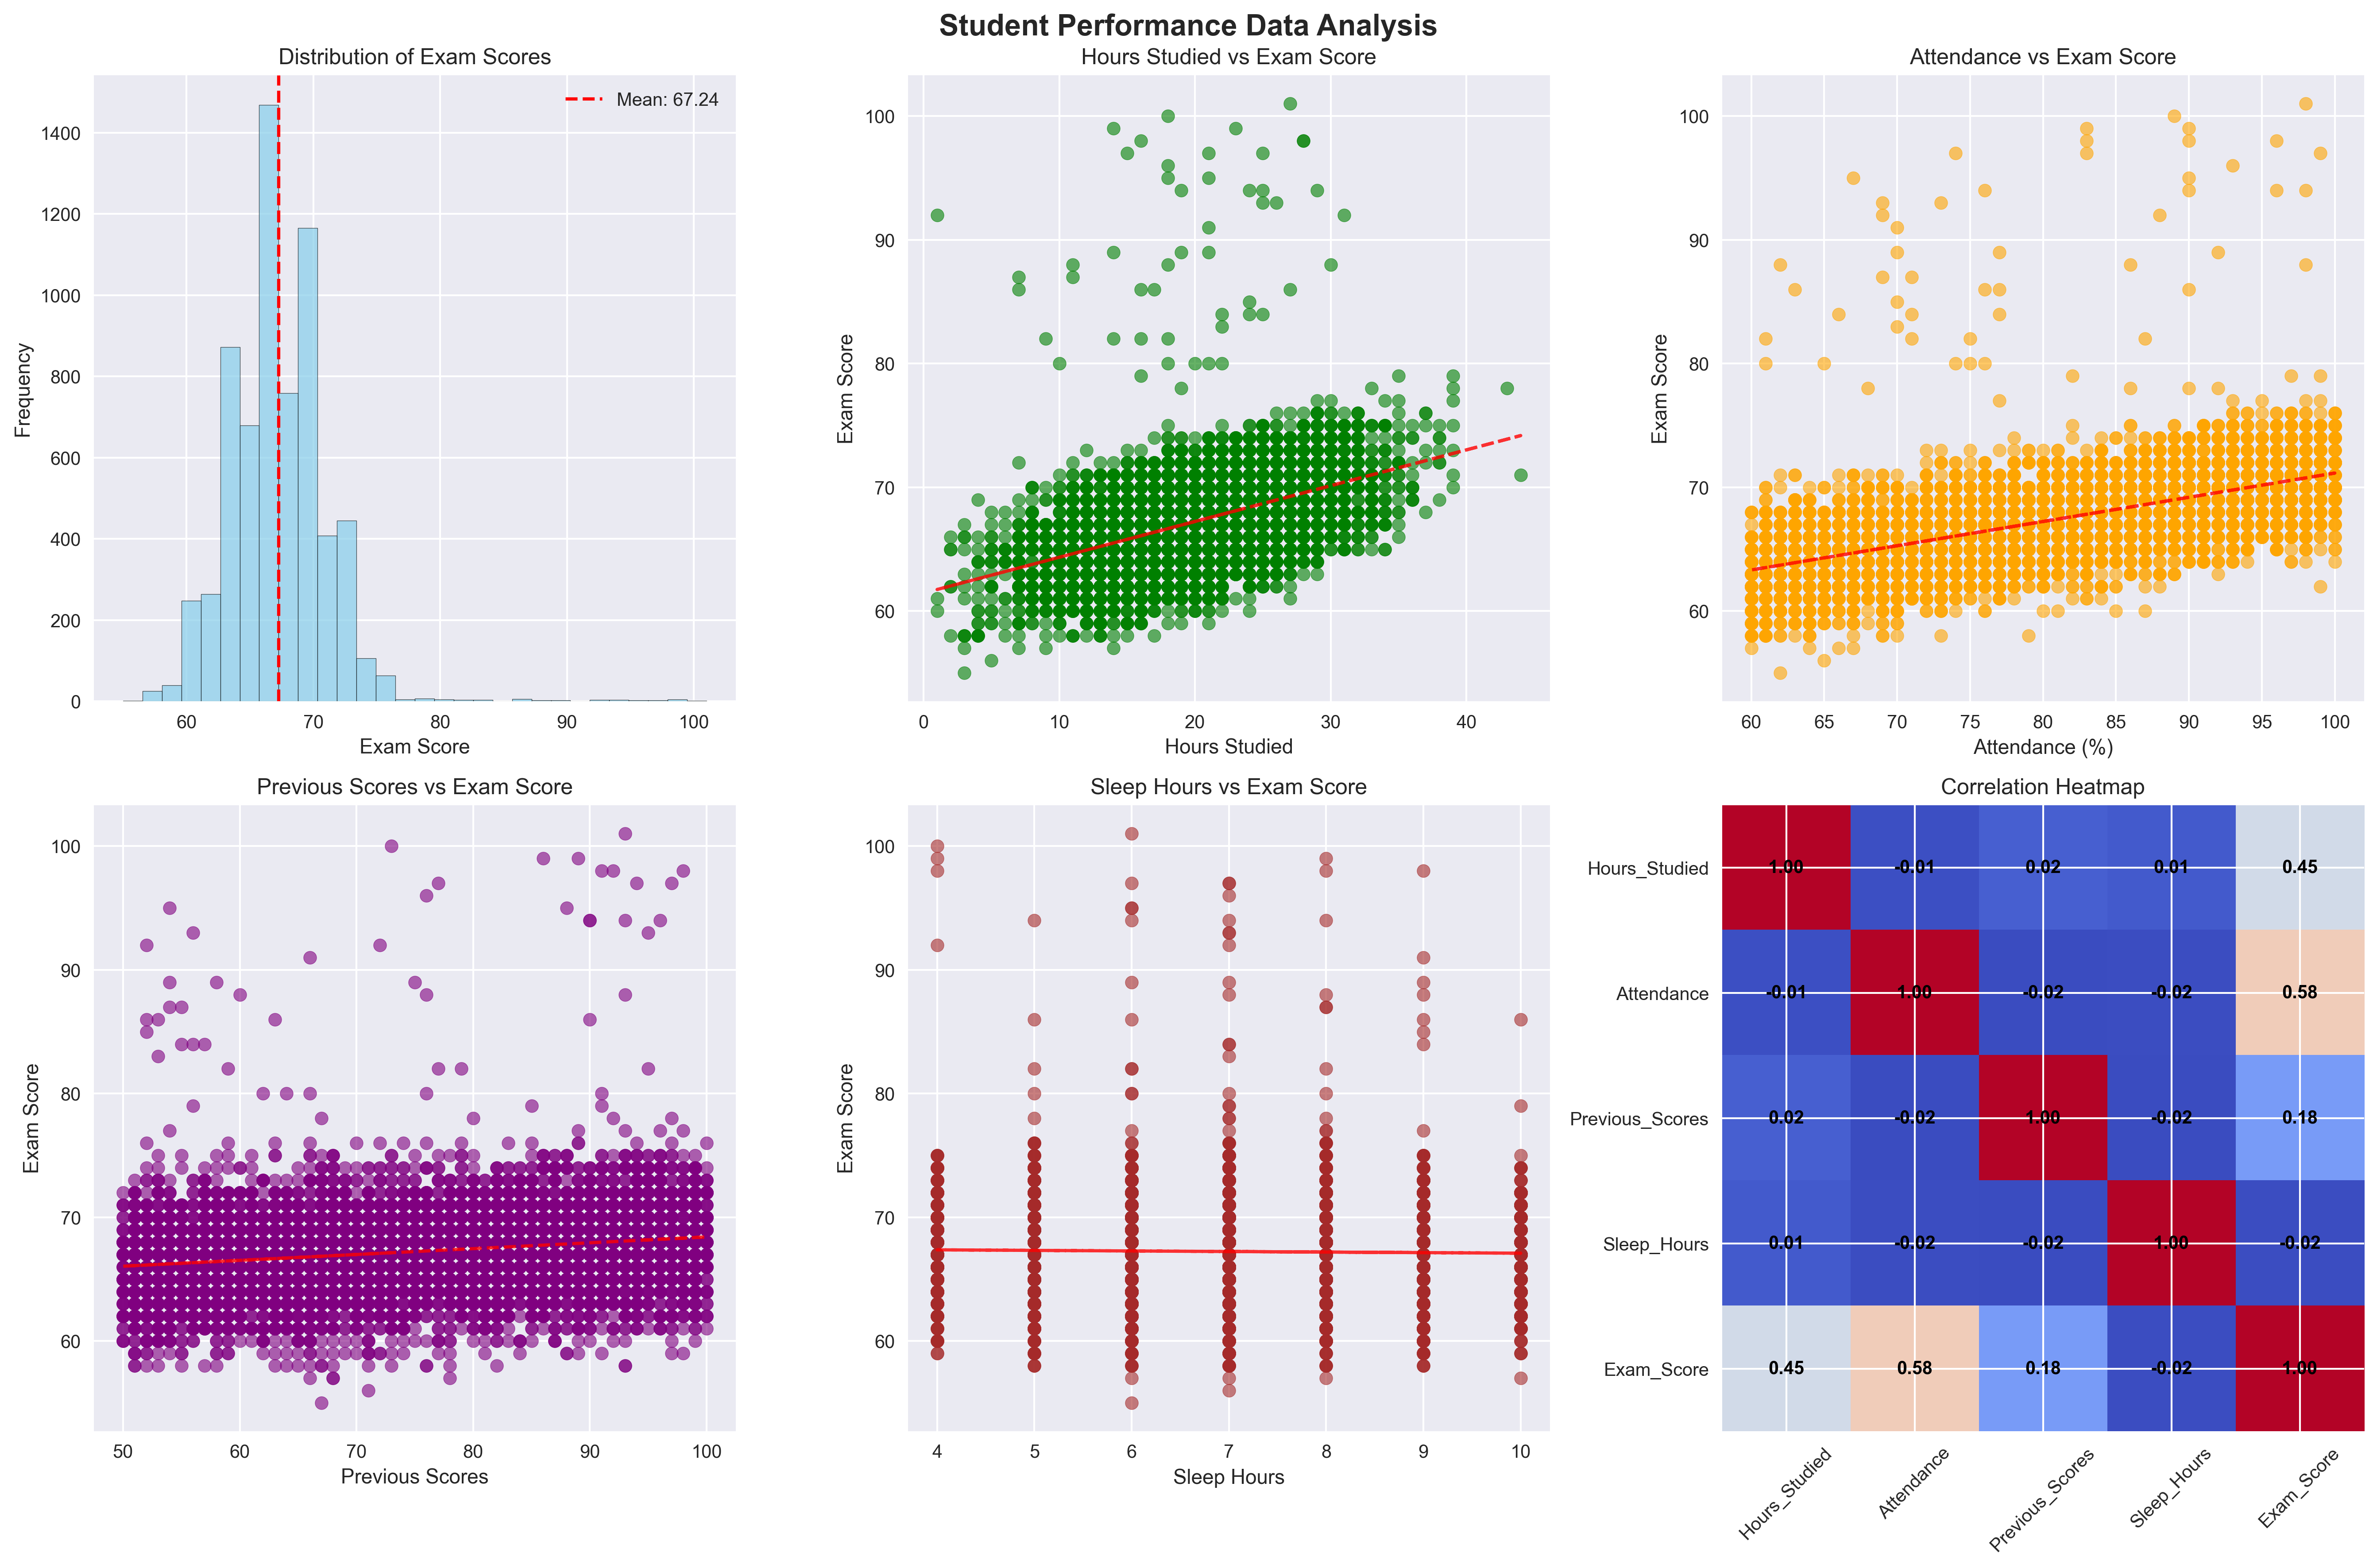 Student Performance Data Analysis
Distribution of Exam Scores
Mean: 67.24
1400
1200
1000
800
600
400
200
0
Frequency
60 70 80 90 100
Exam Score
Hours Studied vs Exam Score
100
90
80
70
60
Exam Score
0 10 20 30 40
Hours Studied
Attendance vs Exam Score
100
90
80
70
60
Exam Score
60 65 70 75 80 85 90 95 100
Attendance (%)
Previous Scores vs Exam Score
100
90
80
70
60
Exam Score
50 60 70 80 90 100
Previous Scores
Sleep Hours vs Exam Score
100
90
80
70
60
Exam Score
4 5 6 7 8 9 10
Sleep Hours
Correlation Heatmap
Hours_Studied 1.00 -0.01 0.02 0.01 0.45
Attendance -0.01 1.00 -0.02 -0.02 0.58
Previous_Scores 0.02 -0.02 1.00 -0.02 0.18
Sleep_Hours 0.01 -0.02 -0.02 1.00 -0.02
Exam_Score 0.45 0.58 0.18 -0.02 1.00
Hours_Studied Attendance Previous_Scores Sleep_Hours Exam_Score